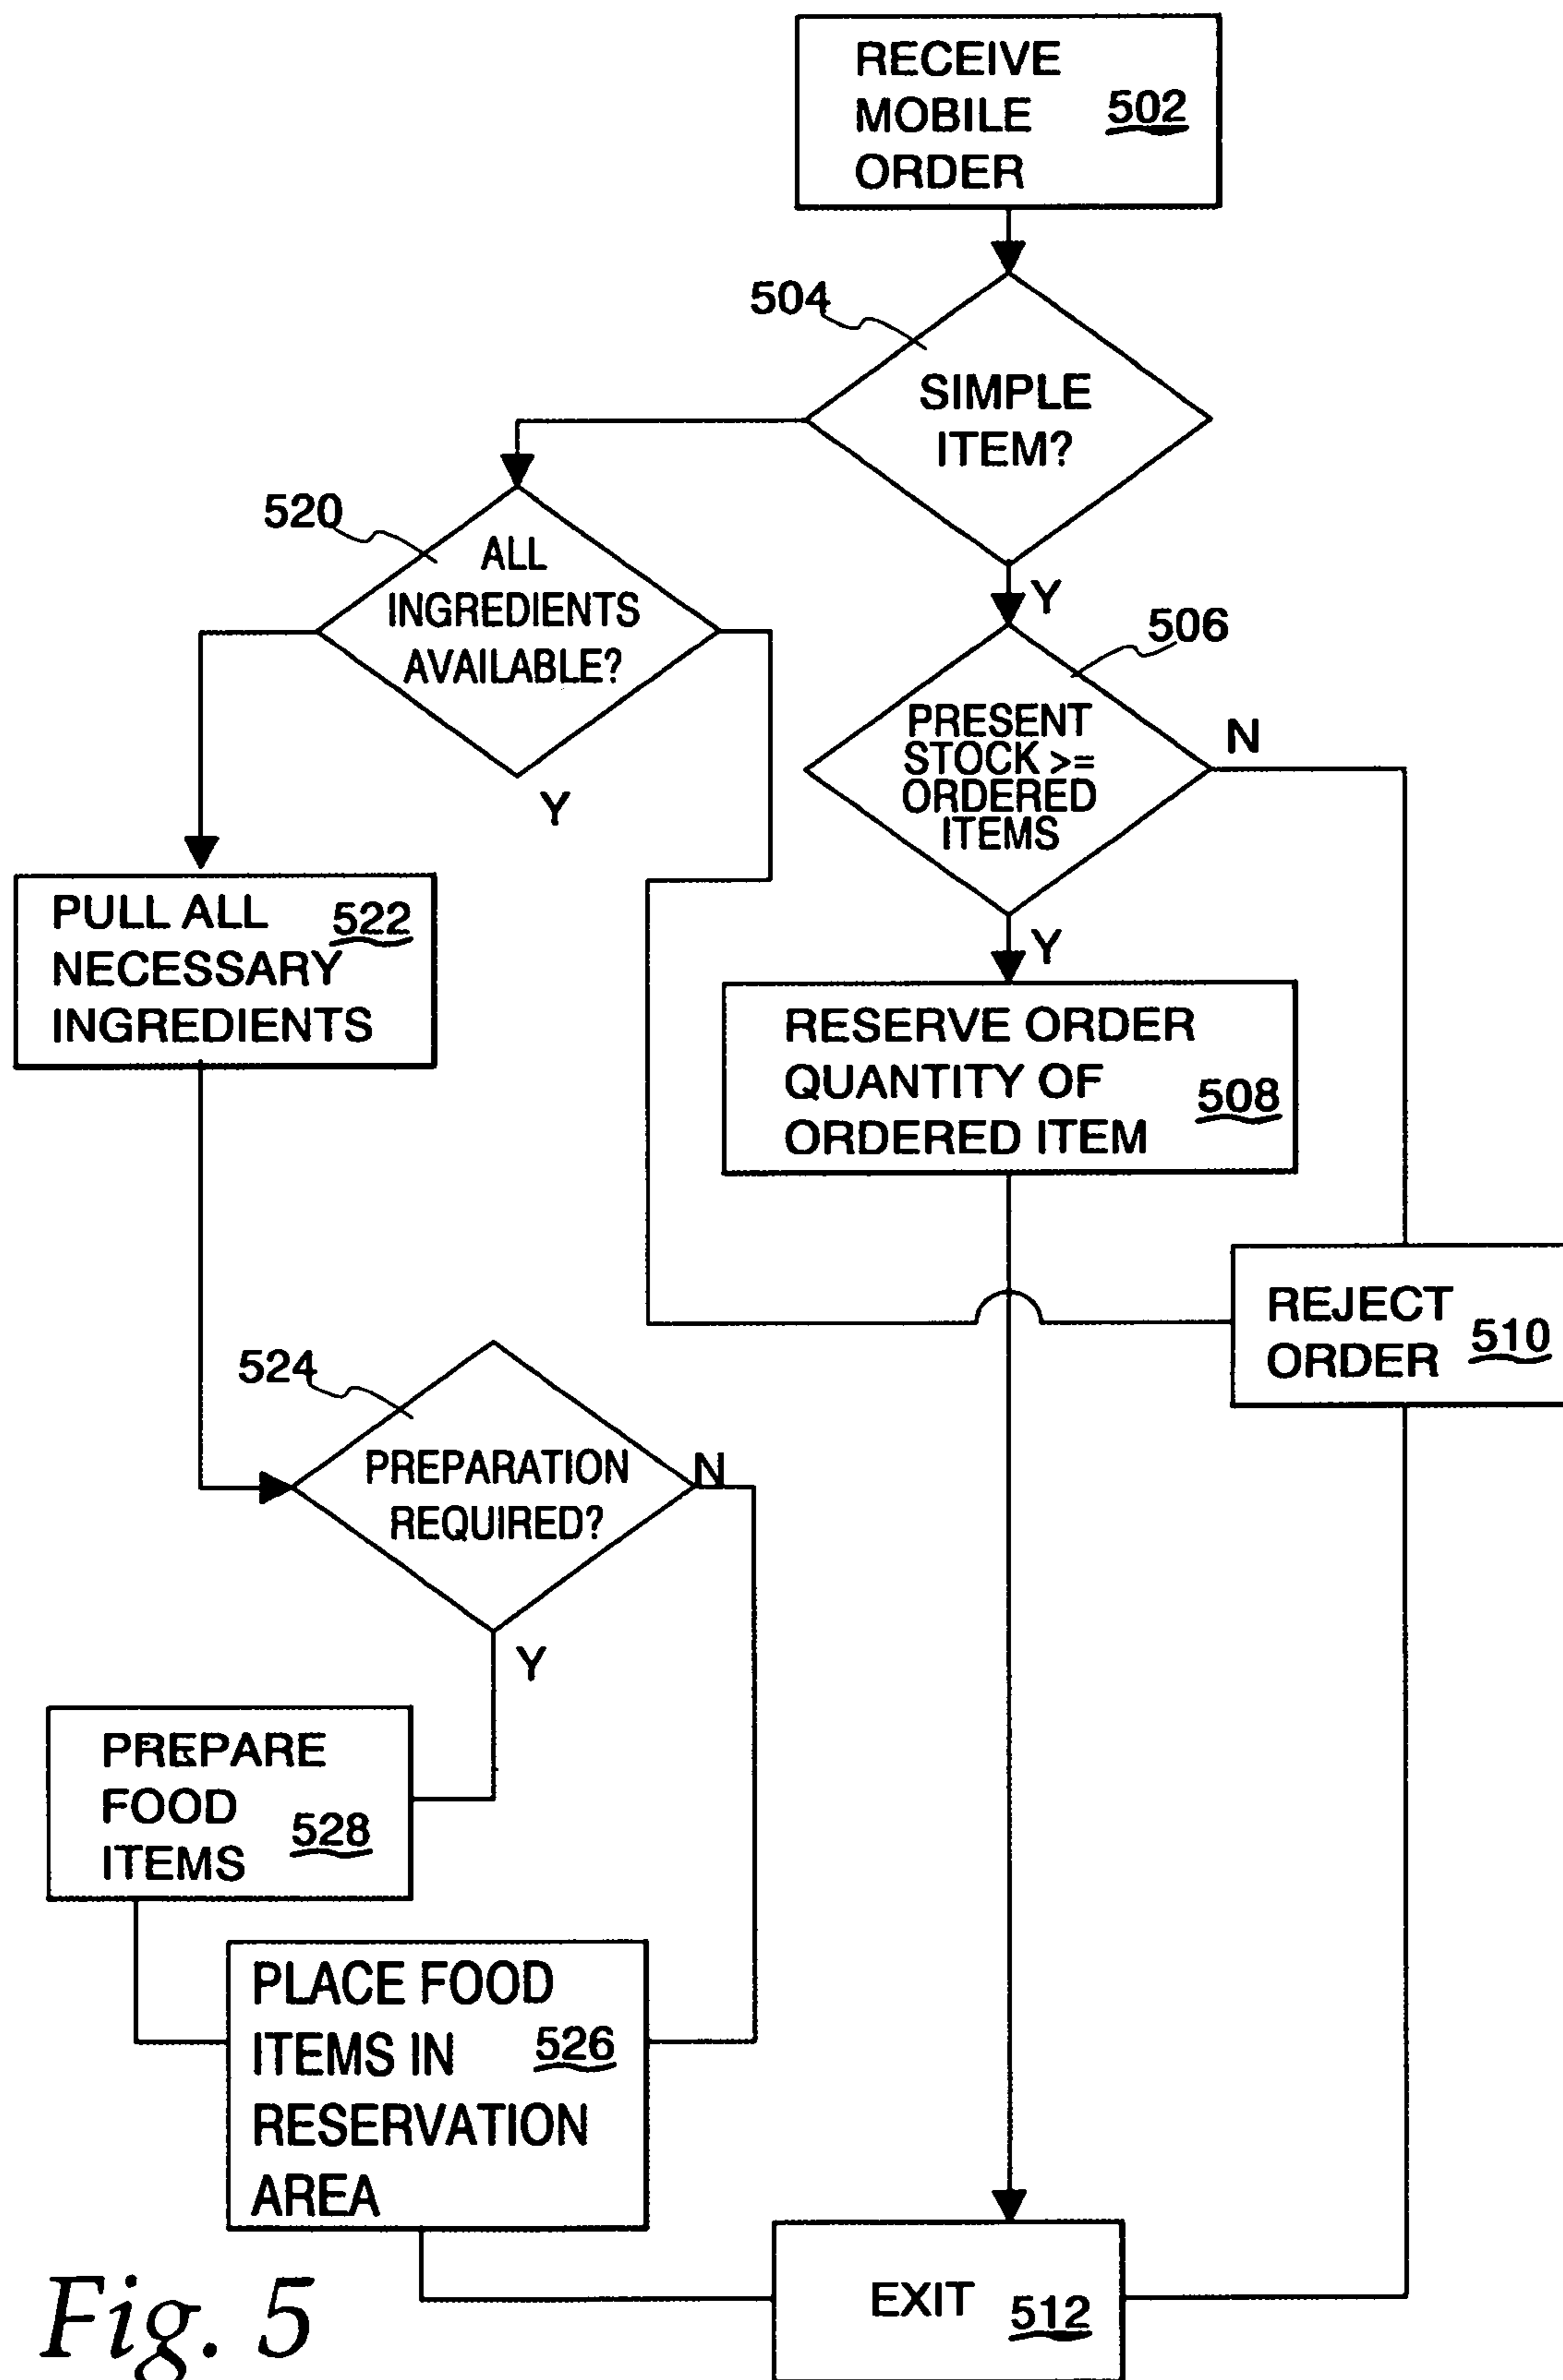 RECEIVE
MOBILE 502
ORDER
504
SIMPLE
ITEM?
520
ALL
INGREDIENTS
AVAILABLE?
Y
Y
506
PRESENT
STOCK >=
ORDERED
ITEMS
N
Y
PULL ALL 522
NECESSARY
INGREDIENTS
RESERVE ORDER
QUANTITY OF 508
ORDERED ITEM
REJECT 510
ORDER
524
PREPARATION
REQUIRED?
N
Y
PREPARE
FOOD 528
ITEMS
PLACE FOOD
ITEMS IN 526
RESERVATION
AREA
EXIT 512
Fig. 5